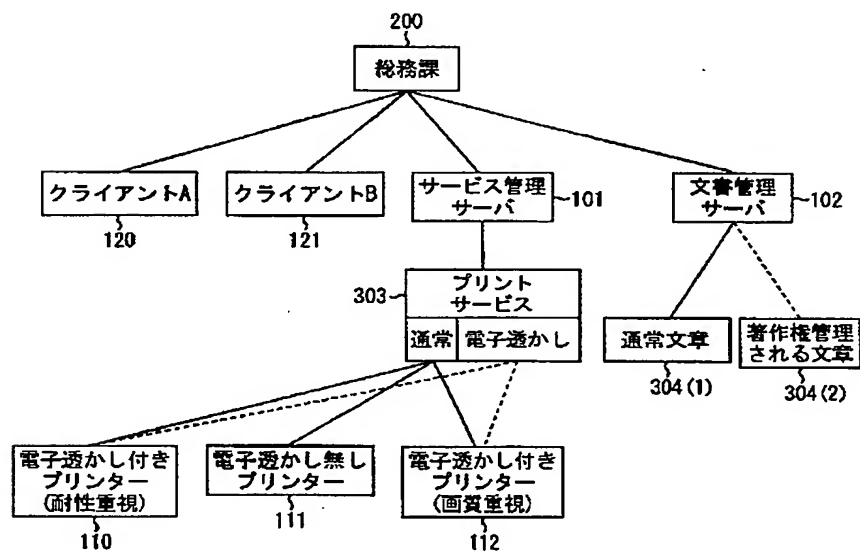 200
総務課
クライアントA
クライアントB
サービス管理
サーバ
101
文審管理
サーバ
102
120
121
303
プリント
サービス
通常
電子透かし
通常文章
著作権管理
される文章
304(1)
304(2)
電子透かし付き
プリンター
(耐性重視)
電子透かし無し
プリンター
電子透かし付き
プリンター
(画質重視)
110
111
112